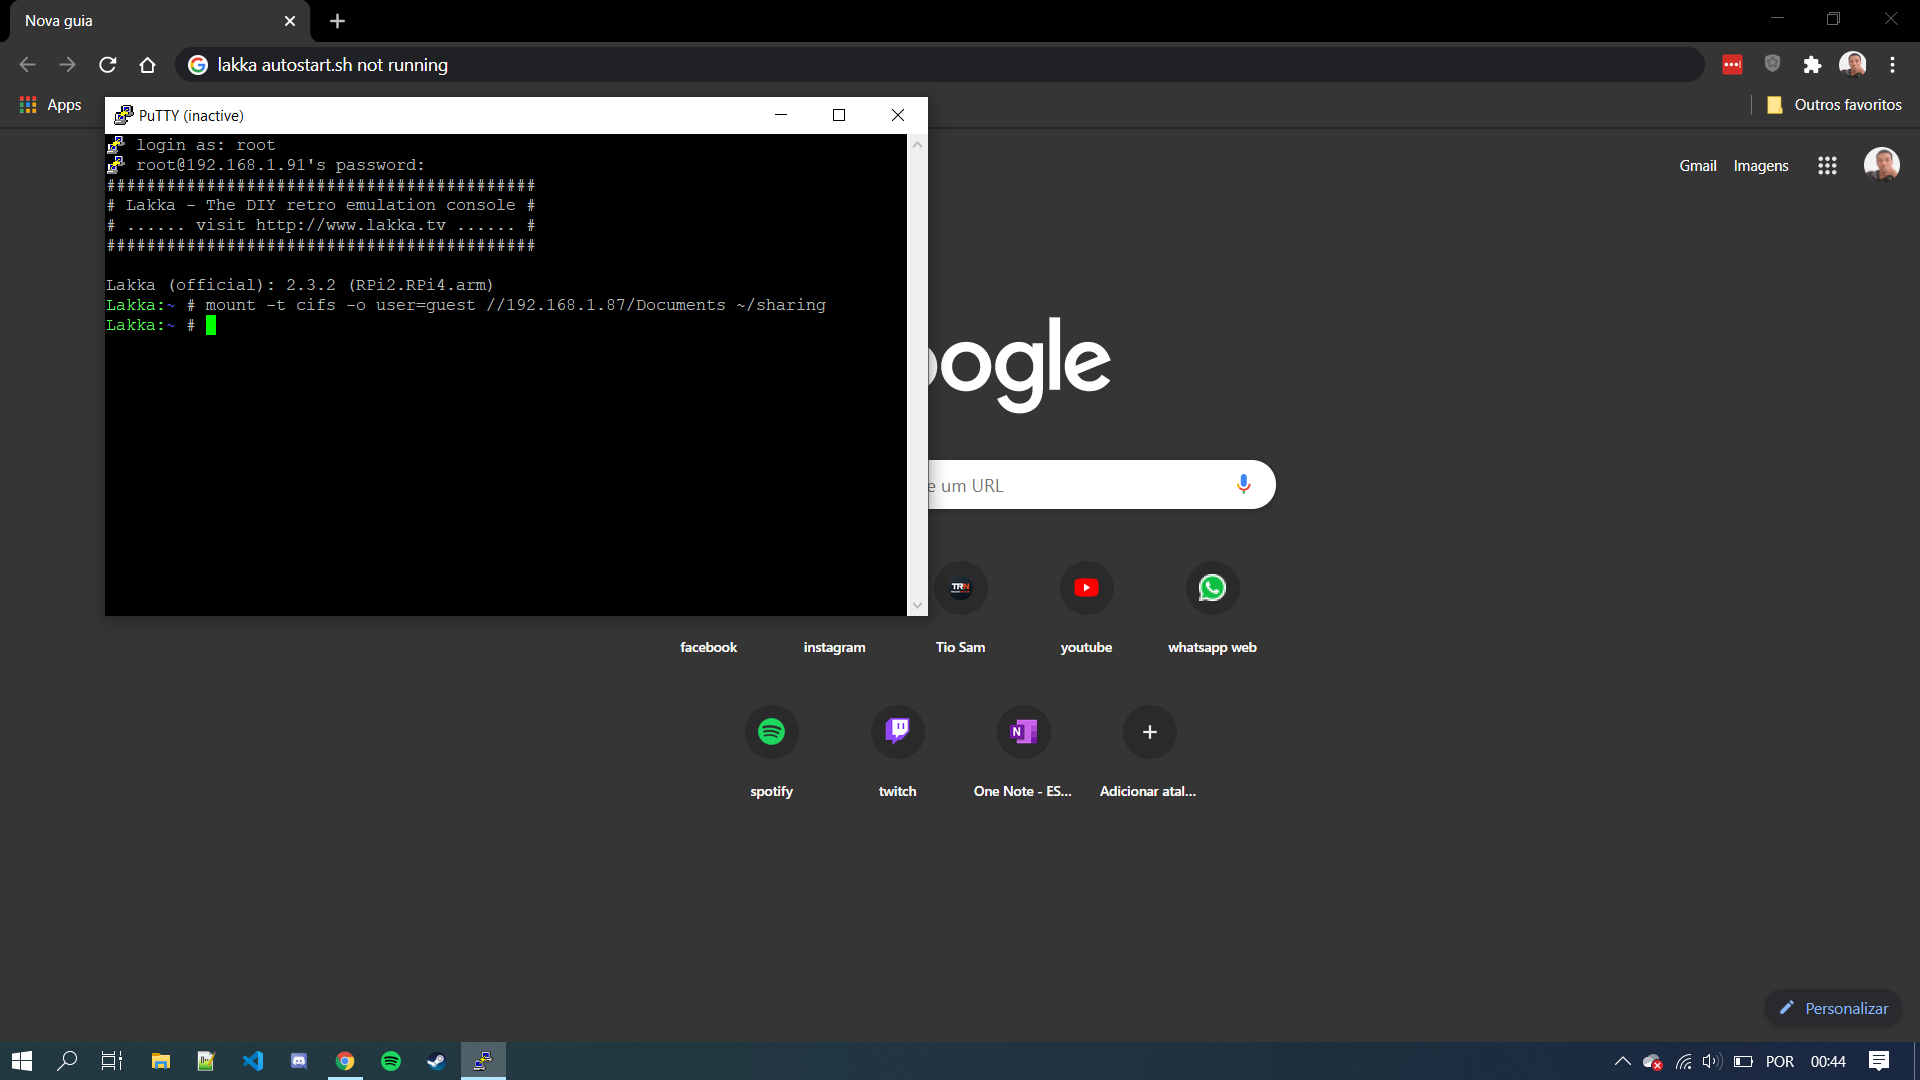 Nova guia
lakka autostart.sh not running
Apps
Outros favoritos
PuTTY (inactive)
login as: root
root@192.168.1.91's password:
###########################################
# Lakka - The DIY retro emulation console #
# ...... visit http://www.lakka.tv ...... #
###########################################
Lakka (official): 2.3.2 (RPi2.RPi4.arm)
Lakka:~ # mount -t cifs -o user=guest //192.168.1.87/Documents ~/sharing
Lakka:~ #
Gmail Imagens
oogle
e um URL
TRN
facebook instagram Tio Sam youtube whatsapp web
N
spotify twitch One Note - ES... Adicionar atal...
Personalizar
POR 00:44